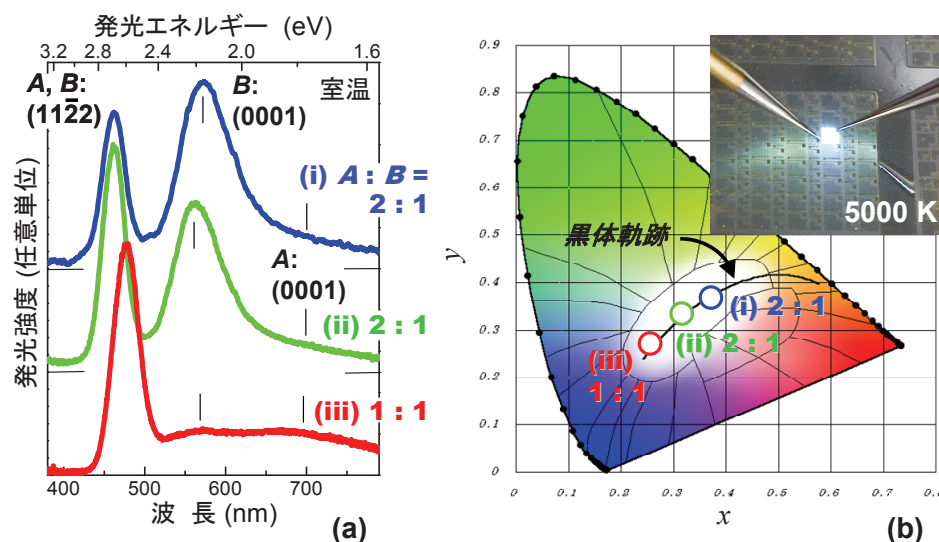 発光エネルギー (eV)
3.2 2.8 2.4 2.0 1.6
A, B:
(112̅2)
B:
(0001)
室温
(i) A : B =
2 : 1
A:
(0001)
(ii) 2 : 1
(iii) 1 : 1
発光強度 (任意単位)
400 500 600 700
波 長 (nm)
(a)
0.9
0.8
0.7
0.6
0.5
0.4
0.3
0.2
0.1
0
y
5000 K
黒体軌跡
(i) 2 : 1
(ii) 2 : 1
(iii)
1 : 1
0 0.1 0.2 0.3 0.4 0.5 0.6 0.7 0.8
x
(b)